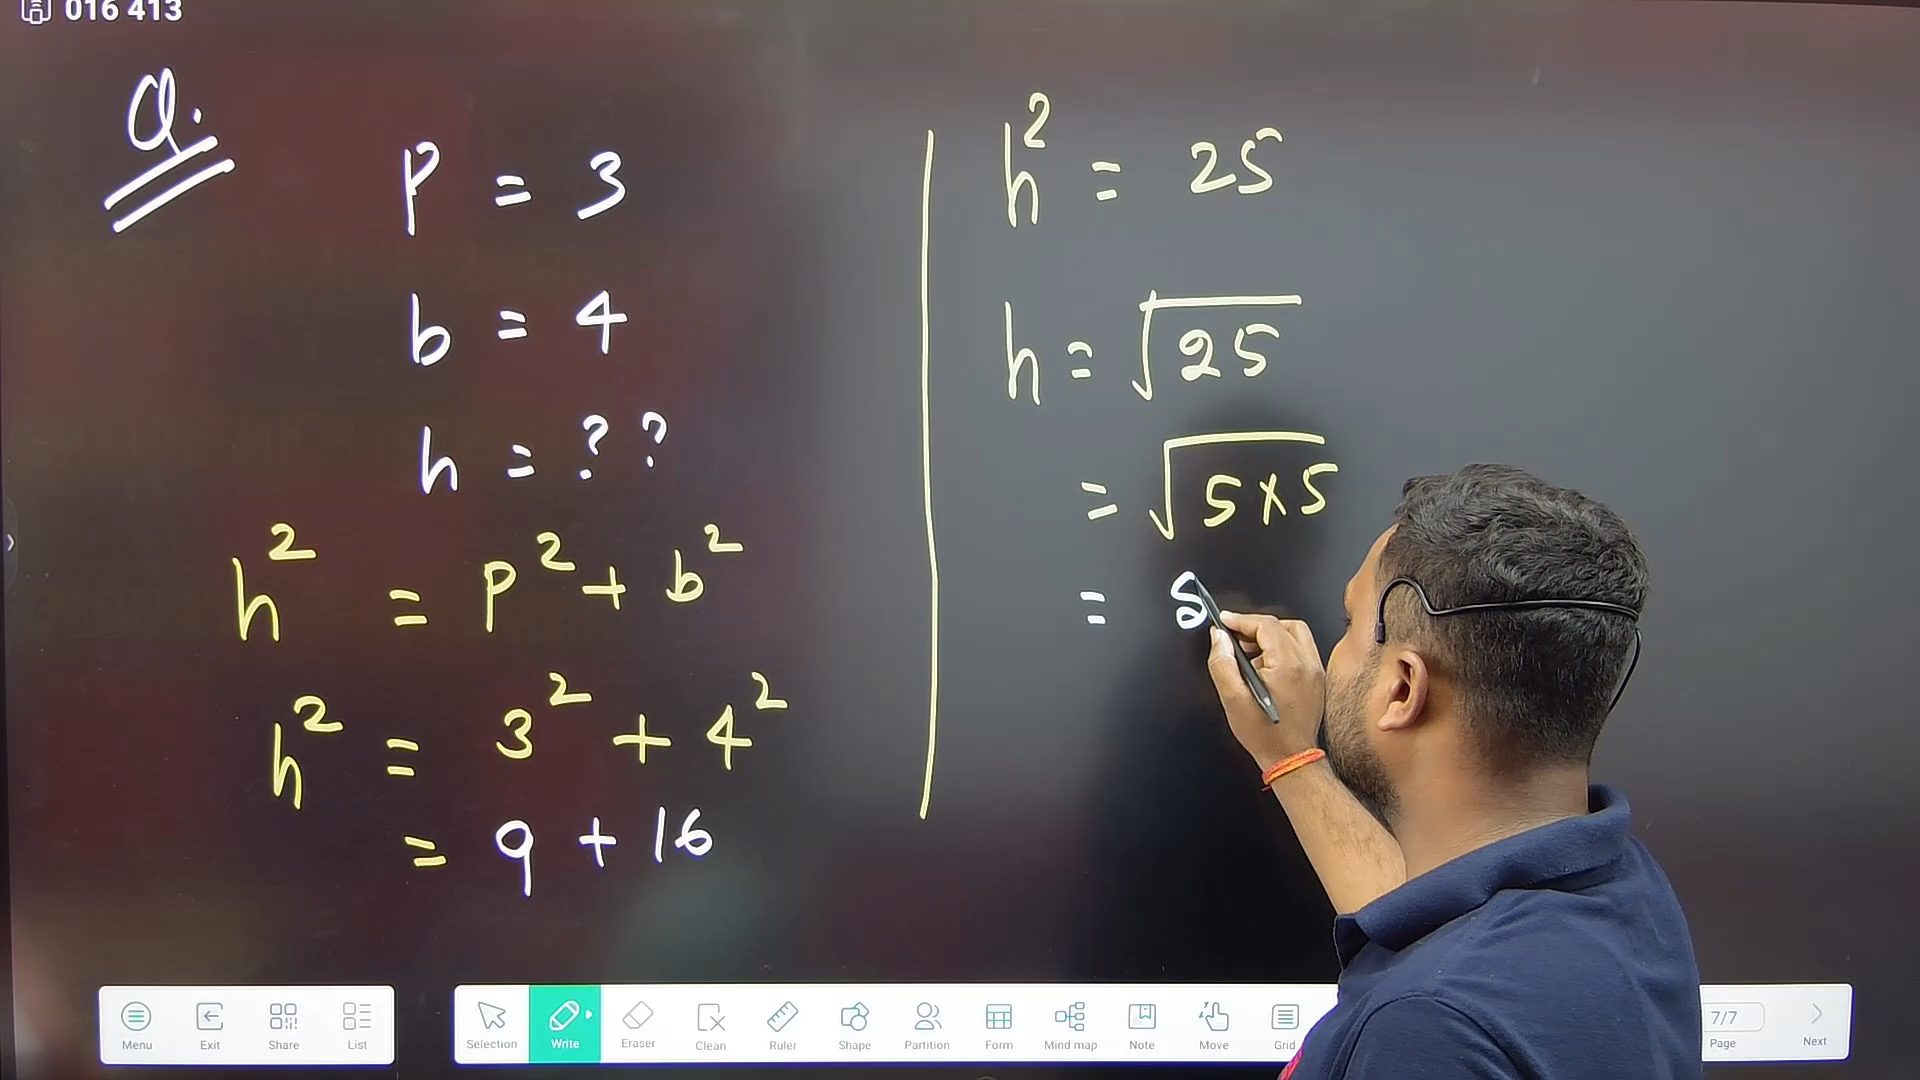 016 413
Q.
P = 3
b = 4
h = ? ?
h² = p² + b²
h² = 3² + 4²
= 9 + 16
h² = 25
h = √25
= √5×5
=
Menu Exit Share List
Selection Write Eraser Clean Ruler Shape Partition Form Mind map Note Move Grid
7/7
Page Next